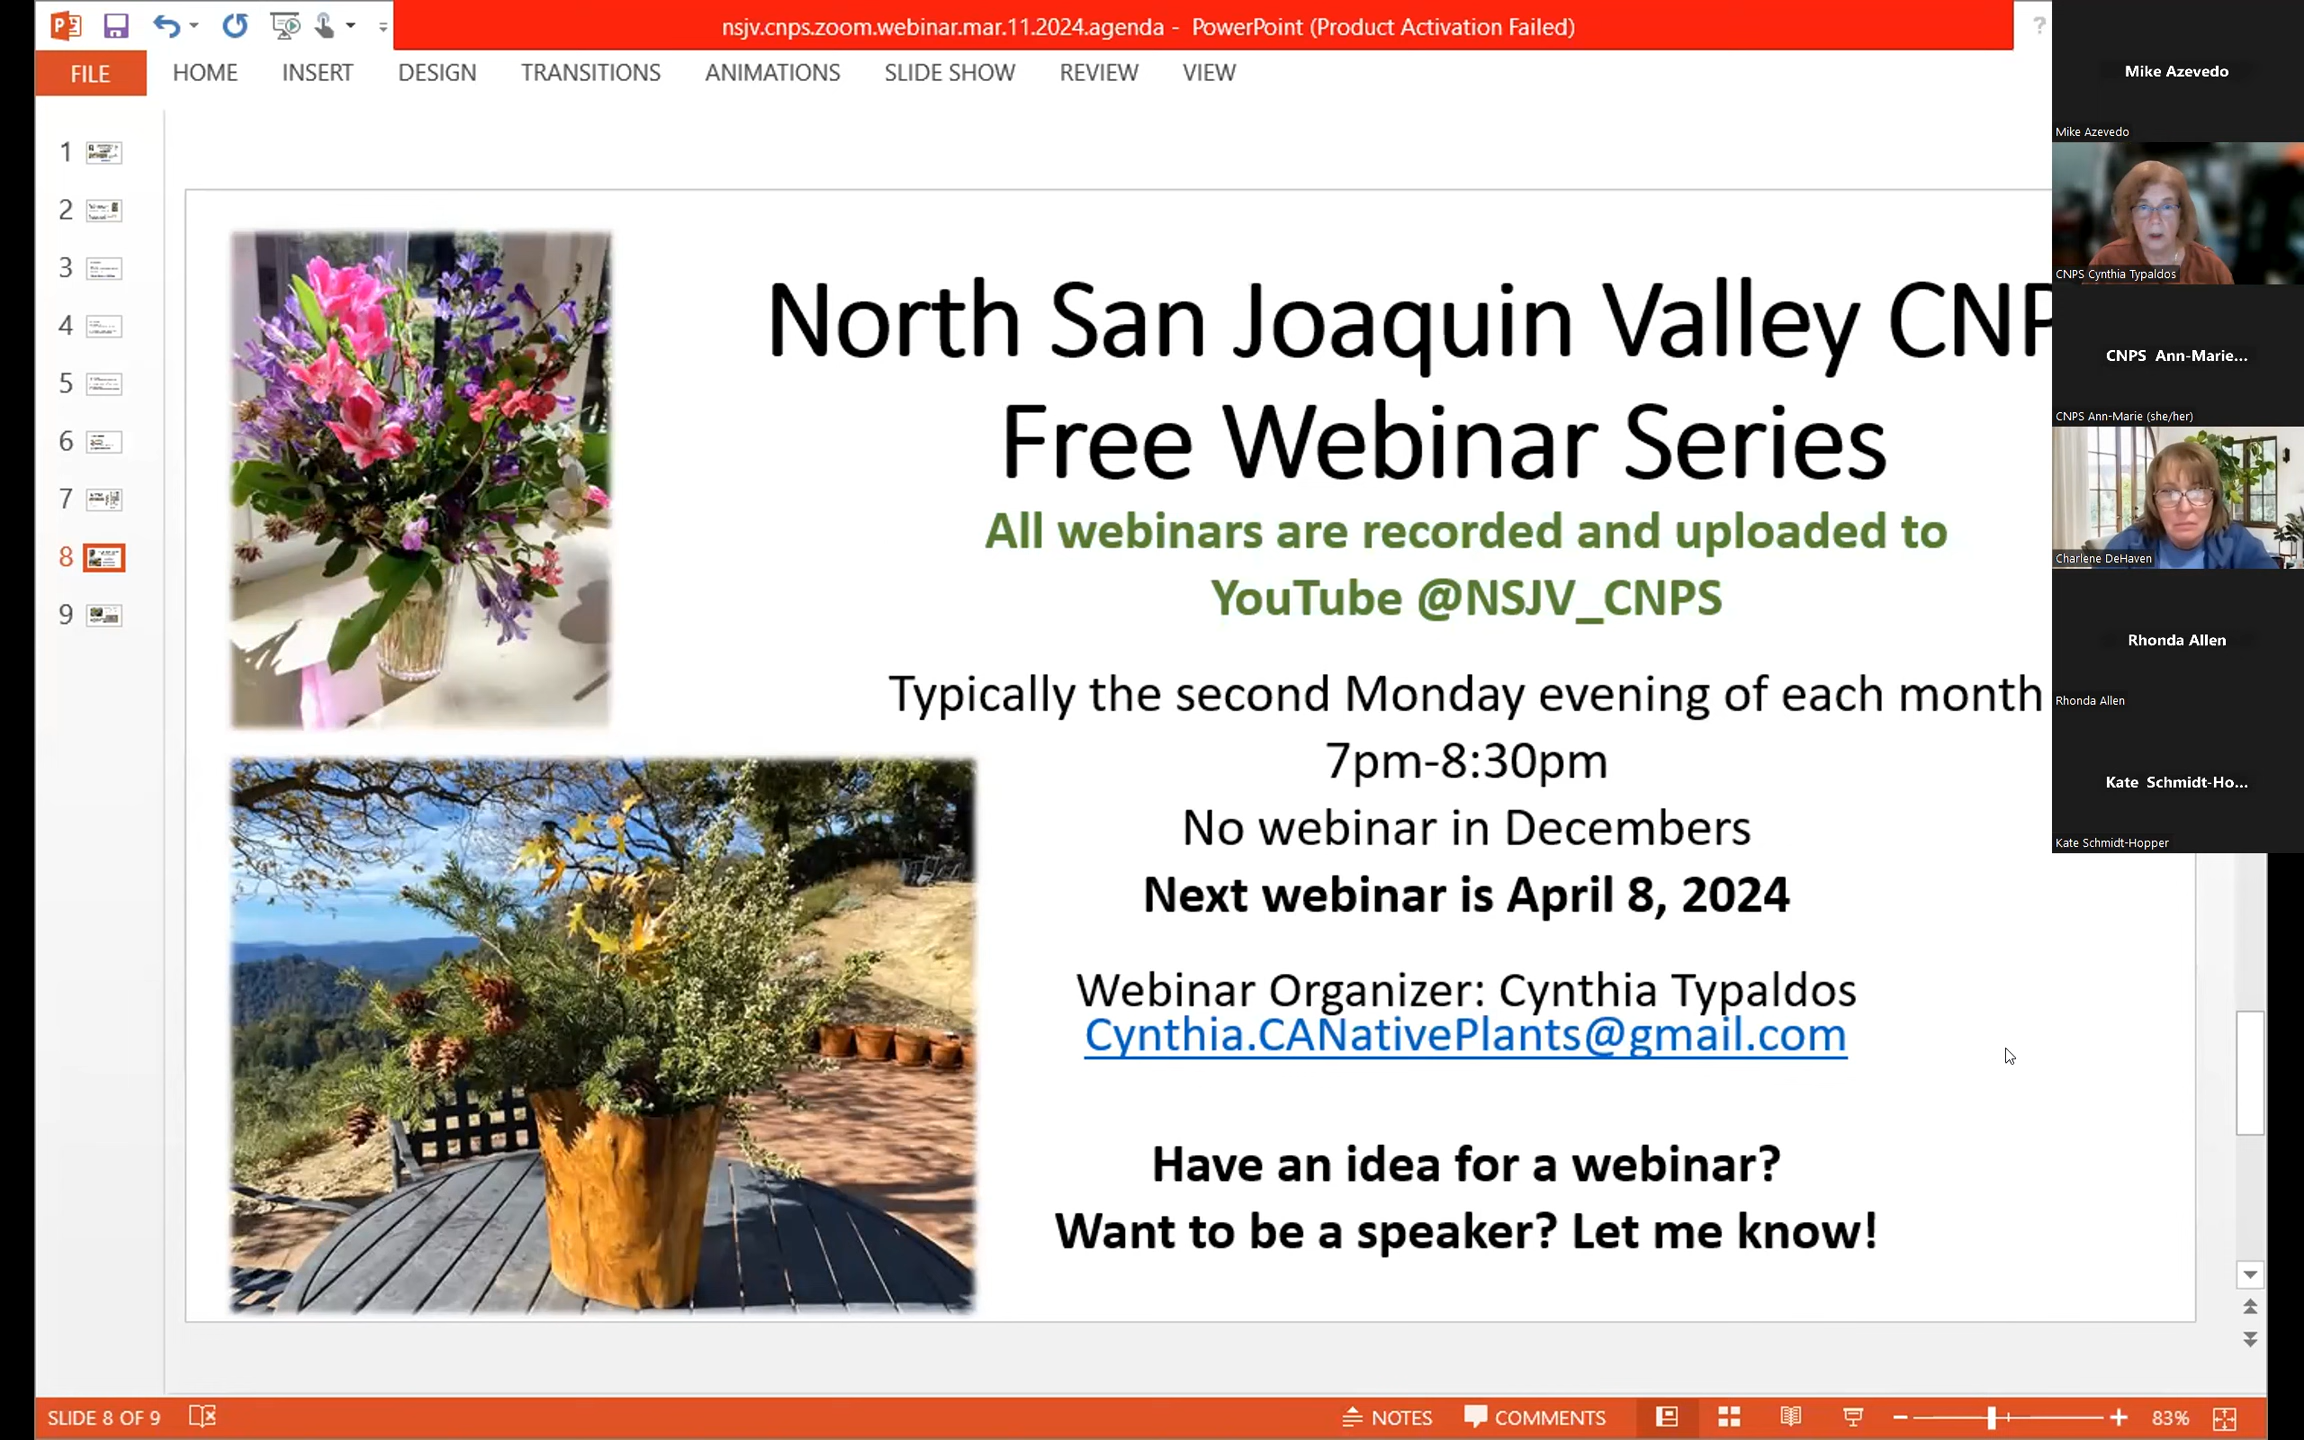 nsjv.cnps.zoom.webinar.mar.11.2024.agenda - PowerPoint (Product Activation Failed)
?
FILE HOME INSERT DESIGN TRANSITIONS ANIMATIONS SLIDE SHOW REVIEW VIEW
1
2
3
4
5
6
7
8
9
North San Joaquin Valley CNP
Free Webinar Series
All webinars are recorded and uploaded to
YouTube @NSJV_CNPS
Typically the second Monday evening of each month
7pm-8:30pm
No webinar in Decembers
Next webinar is April 8, 2024
Webinar Organizer: Cynthia Typaldos
Cynthia.CANativePlants@gmail.com
Have an idea for a webinar?
Want to be a speaker? Let me know!
Mike Azevedo
Mike Azevedo
CNPS Cynthia Typaldos
CNPS Ann-Marie...
CNPS Ann-Marie (she/her)
Charlene DeHaven
Rhonda Allen
Rhonda Allen
Kate Schmidt-Ho...
Kate Schmidt-Hopper
SLIDE 8 OF 9 NOTES COMMENTS 83%